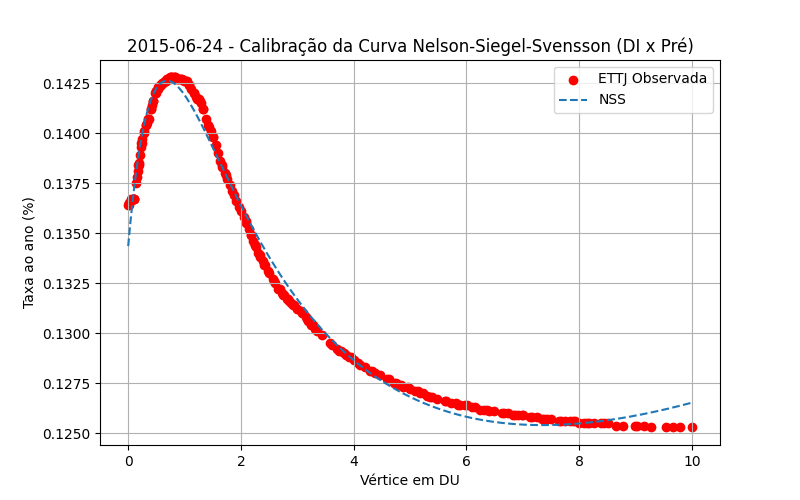 2015-06-24 - Calibração da Curva Nelson-Siegel-Svensson (DI x Pré)
ETTJ Observada
NSS
Taxa ao ano (%)
0.1425
0.1400
0.1375
0.1350
0.1325
0.1300
0.1275
0.1250
0 2 4 6 8 10
Vértice em DU